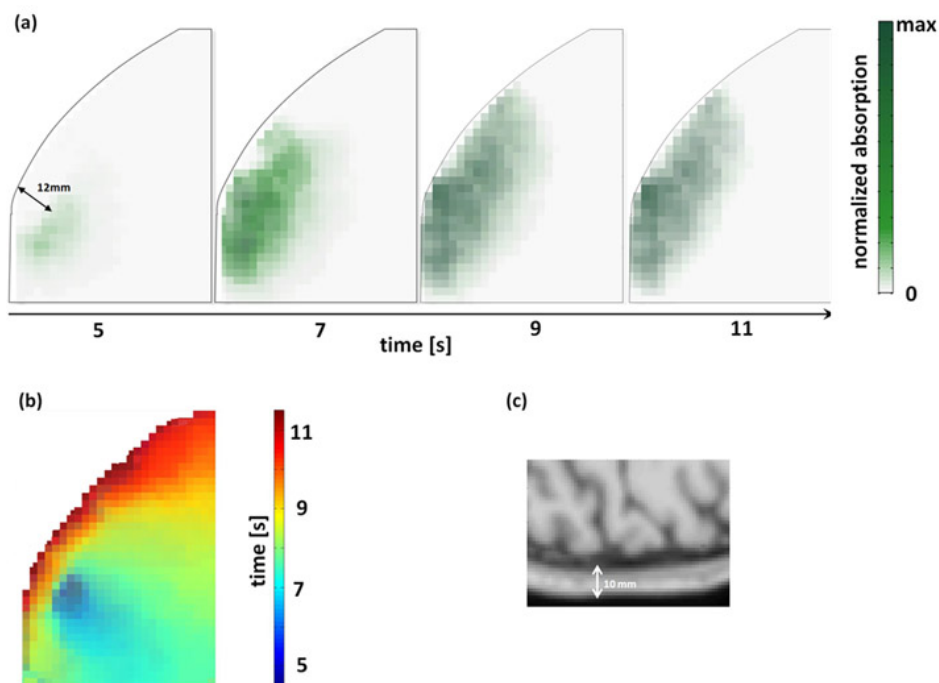 (a)
max
normalized absorption
12mm
0
5
7
9
11
time [s]
(b)
(c)
11
9
time [s]
7
5
10 mm